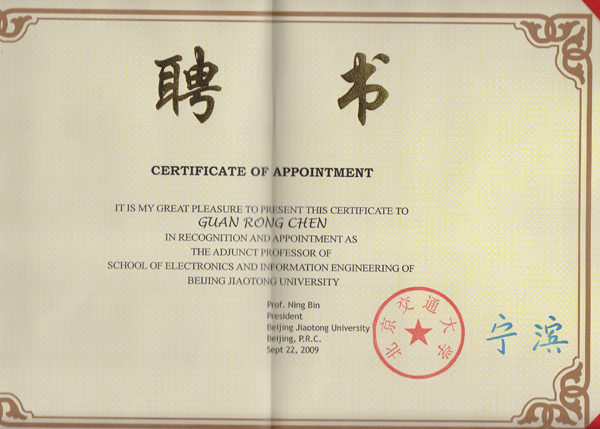 聘书
CERTIFICATE OF APPOINTMENT
IT IS MY GREAT PLEASURE TO PRESENT THIS CERTIFICATE TO
GUAN RONG CHEN
IN RECOGNITION AND APPOINTMENT AS
THE ADJUNCT PROFESSOR OF
SCHOOL OF ELECTRONICS AND INFORMATION ENGINEERING OF
BEIJING JIAOTONG UNIVERSITY
Prof. Ning Bin
President
Beijing Jiaotong University
Beijing, P.R.C.
Sept 22, 2009
北京交通大学
宁滨